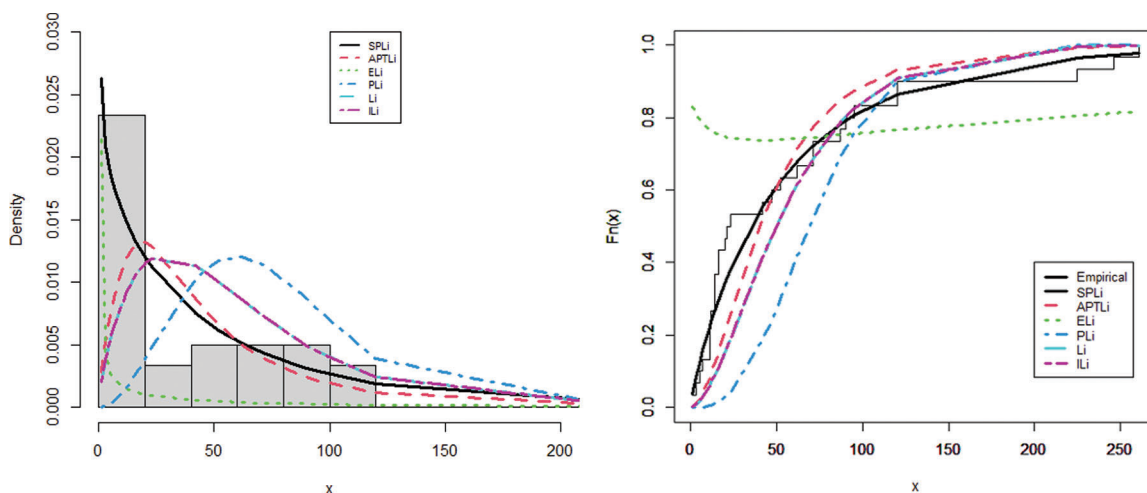 0.030
0.025
0.020
0.015
0.010
0.005
0.000
Density
SPLi
APTLi
ELi
PLi
Li
ILi
0 50 100 150 200
x
1.0
0.8
0.6
0.4
0.2
0.0
Fn(x)
Empirical
SPLi
APTLi
ELi
PLi
Li
ILi
0 50 100 150 200 250
x